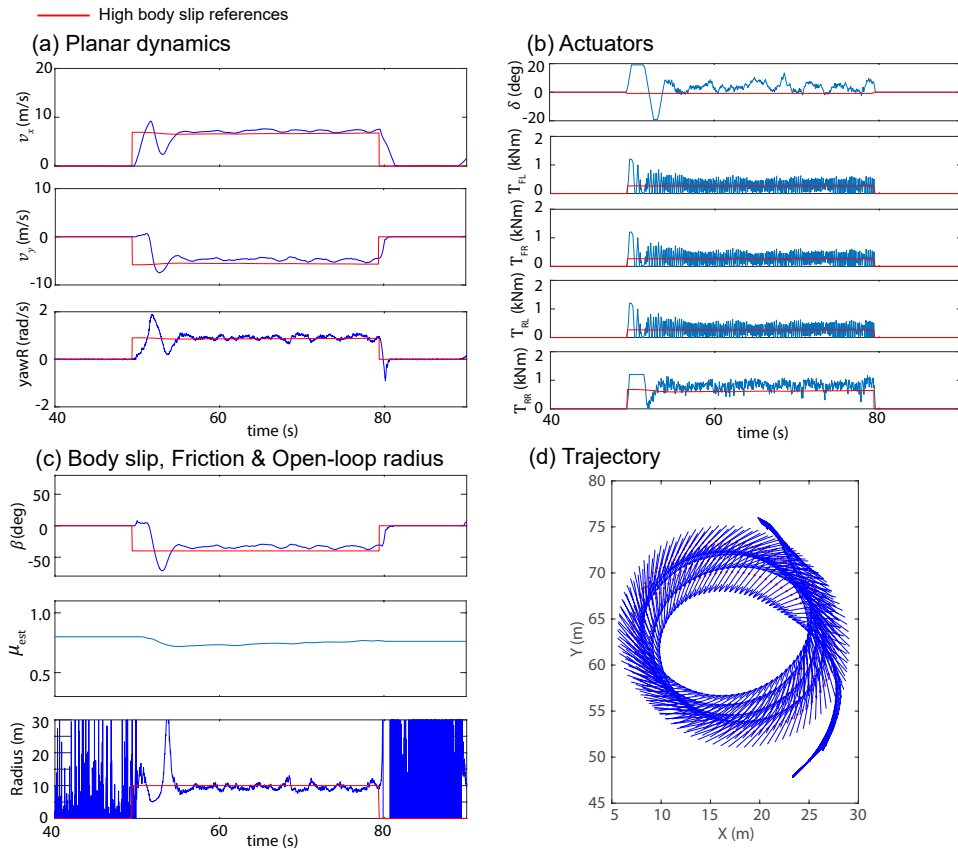 High body slip references
(a) Planar dynamics
20
10
0
v_x (m/s)
10
0
-10
v_y (m/s)
2
0
-2
yawR (rad/s)
40 60 80
time (s)
(b) Actuators
20
0
-20
δ (deg)
2
1
0
T_FL (kNm)
2
1
0
T_FR (kNm)
2
1
0
T_RL (kNm)
2
1
0
T_RR (kNm)
40 60 80
time (s)
(c) Body slip, Friction & Open-loop radius
50
0
-50
β(deg)
1.0
0.5
μ_est
30
20
10
0
Radius (m)
40 60 80
time (s)
(d) Trajectory
80
75
70
65
60
55
50
45
Y (m)
5 10 15 20 25 30
X (m)